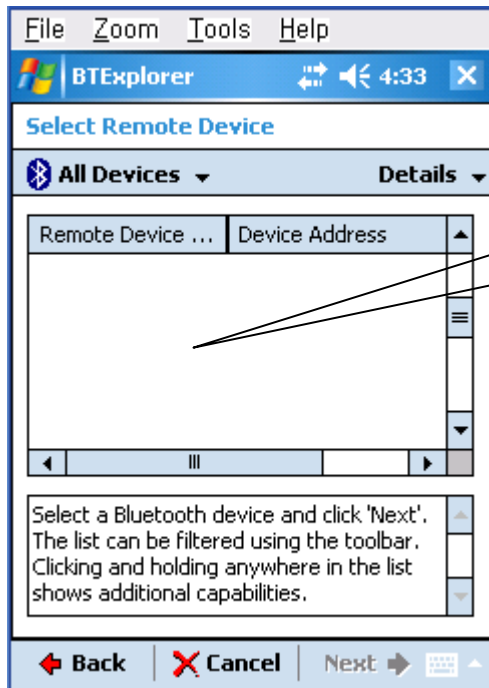 File Zoom Tools Help
BTExplorer 4:33
Select Remote Device
All Devices Details
Remote Device ... Device Address
Select a Bluetooth device and click 'Next'.
The list can be filtered using the toolbar.
Clicking and holding anywhere in the list
shows additional capabilities.
Back Cancel Next